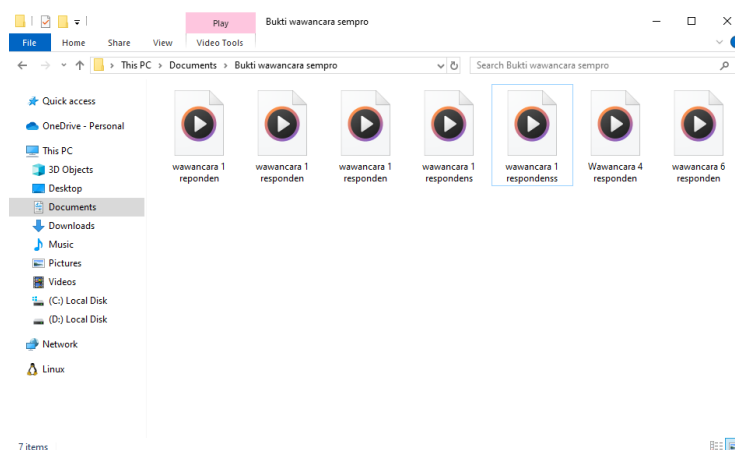 Play
Bukti wawancara sempro
File
Home
Share
View
Video Tools
This PC > Documents > Bukti wawancara sempro
Search Bukti wawancara sempro
Quick access
OneDrive - Personal
This PC
3D Objects
Desktop
Documents
Downloads
Music
Pictures
Videos
(C:) Local Disk
(D:) Local Disk
Network
Linux
wawancara 1
reponden
wawancara 1
responden
wawancara 1
responden
wawancara 1
respondens
wawancara 1
respondenss
Wawancara 4
responden
wawancara 6
responden
7 items